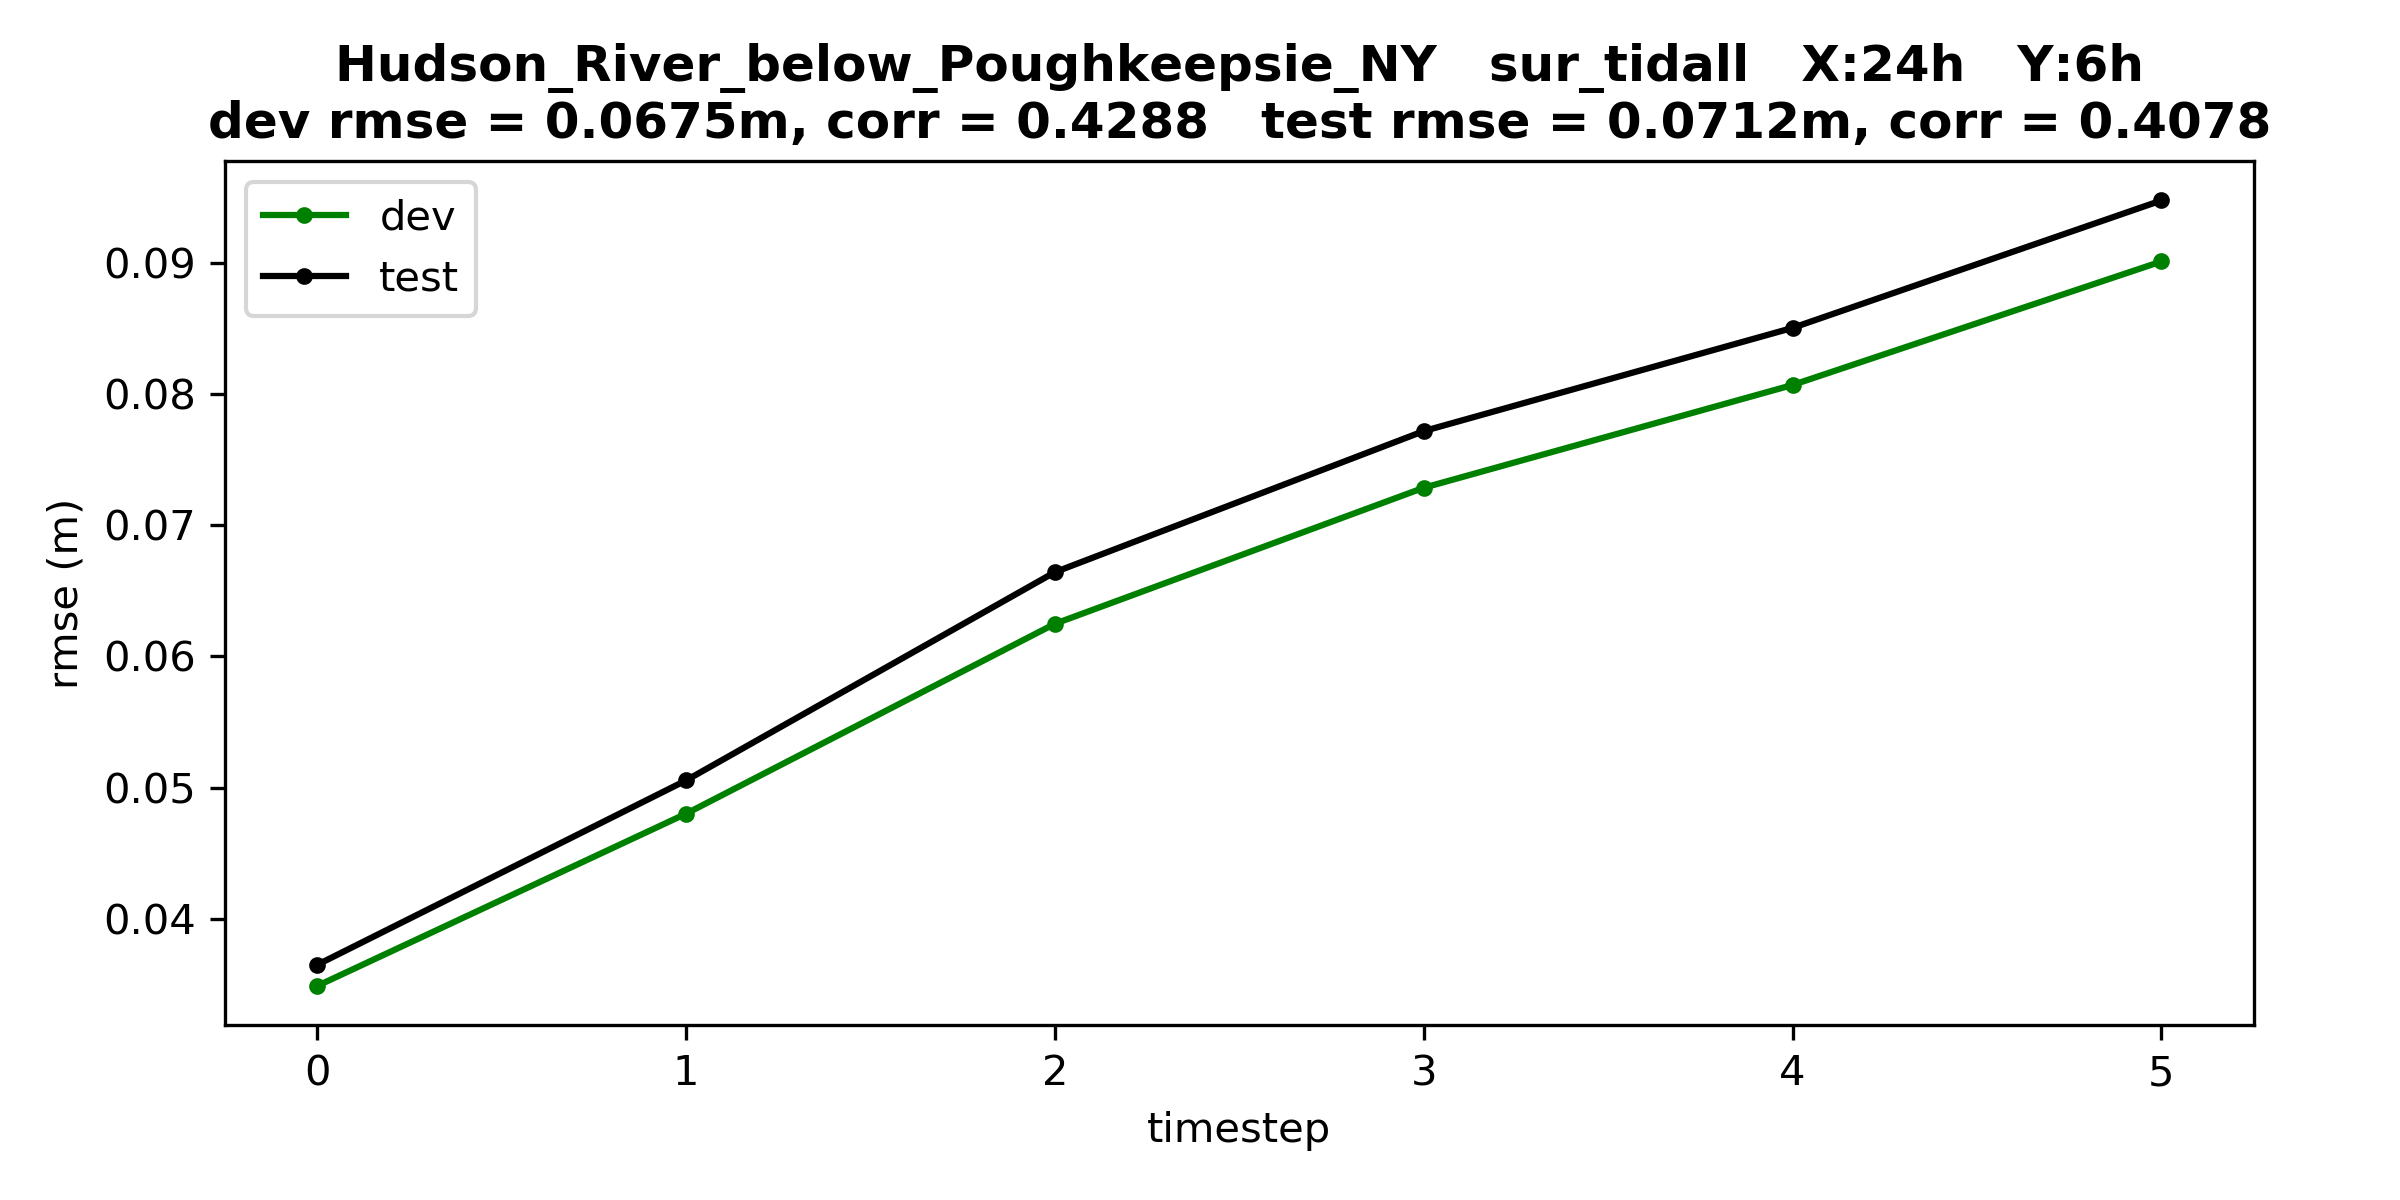 Hudson_River_below_Poughkeepsie_NY sur_tidall X:24h Y:6h
dev rmse = 0.0675m, corr = 0.4288 test rmse = 0.0712m, corr = 0.4078
dev
test
0.09
0.08
0.07
0.06
0.05
0.04
rmse (m)
0 1 2 3 4 5
timestep